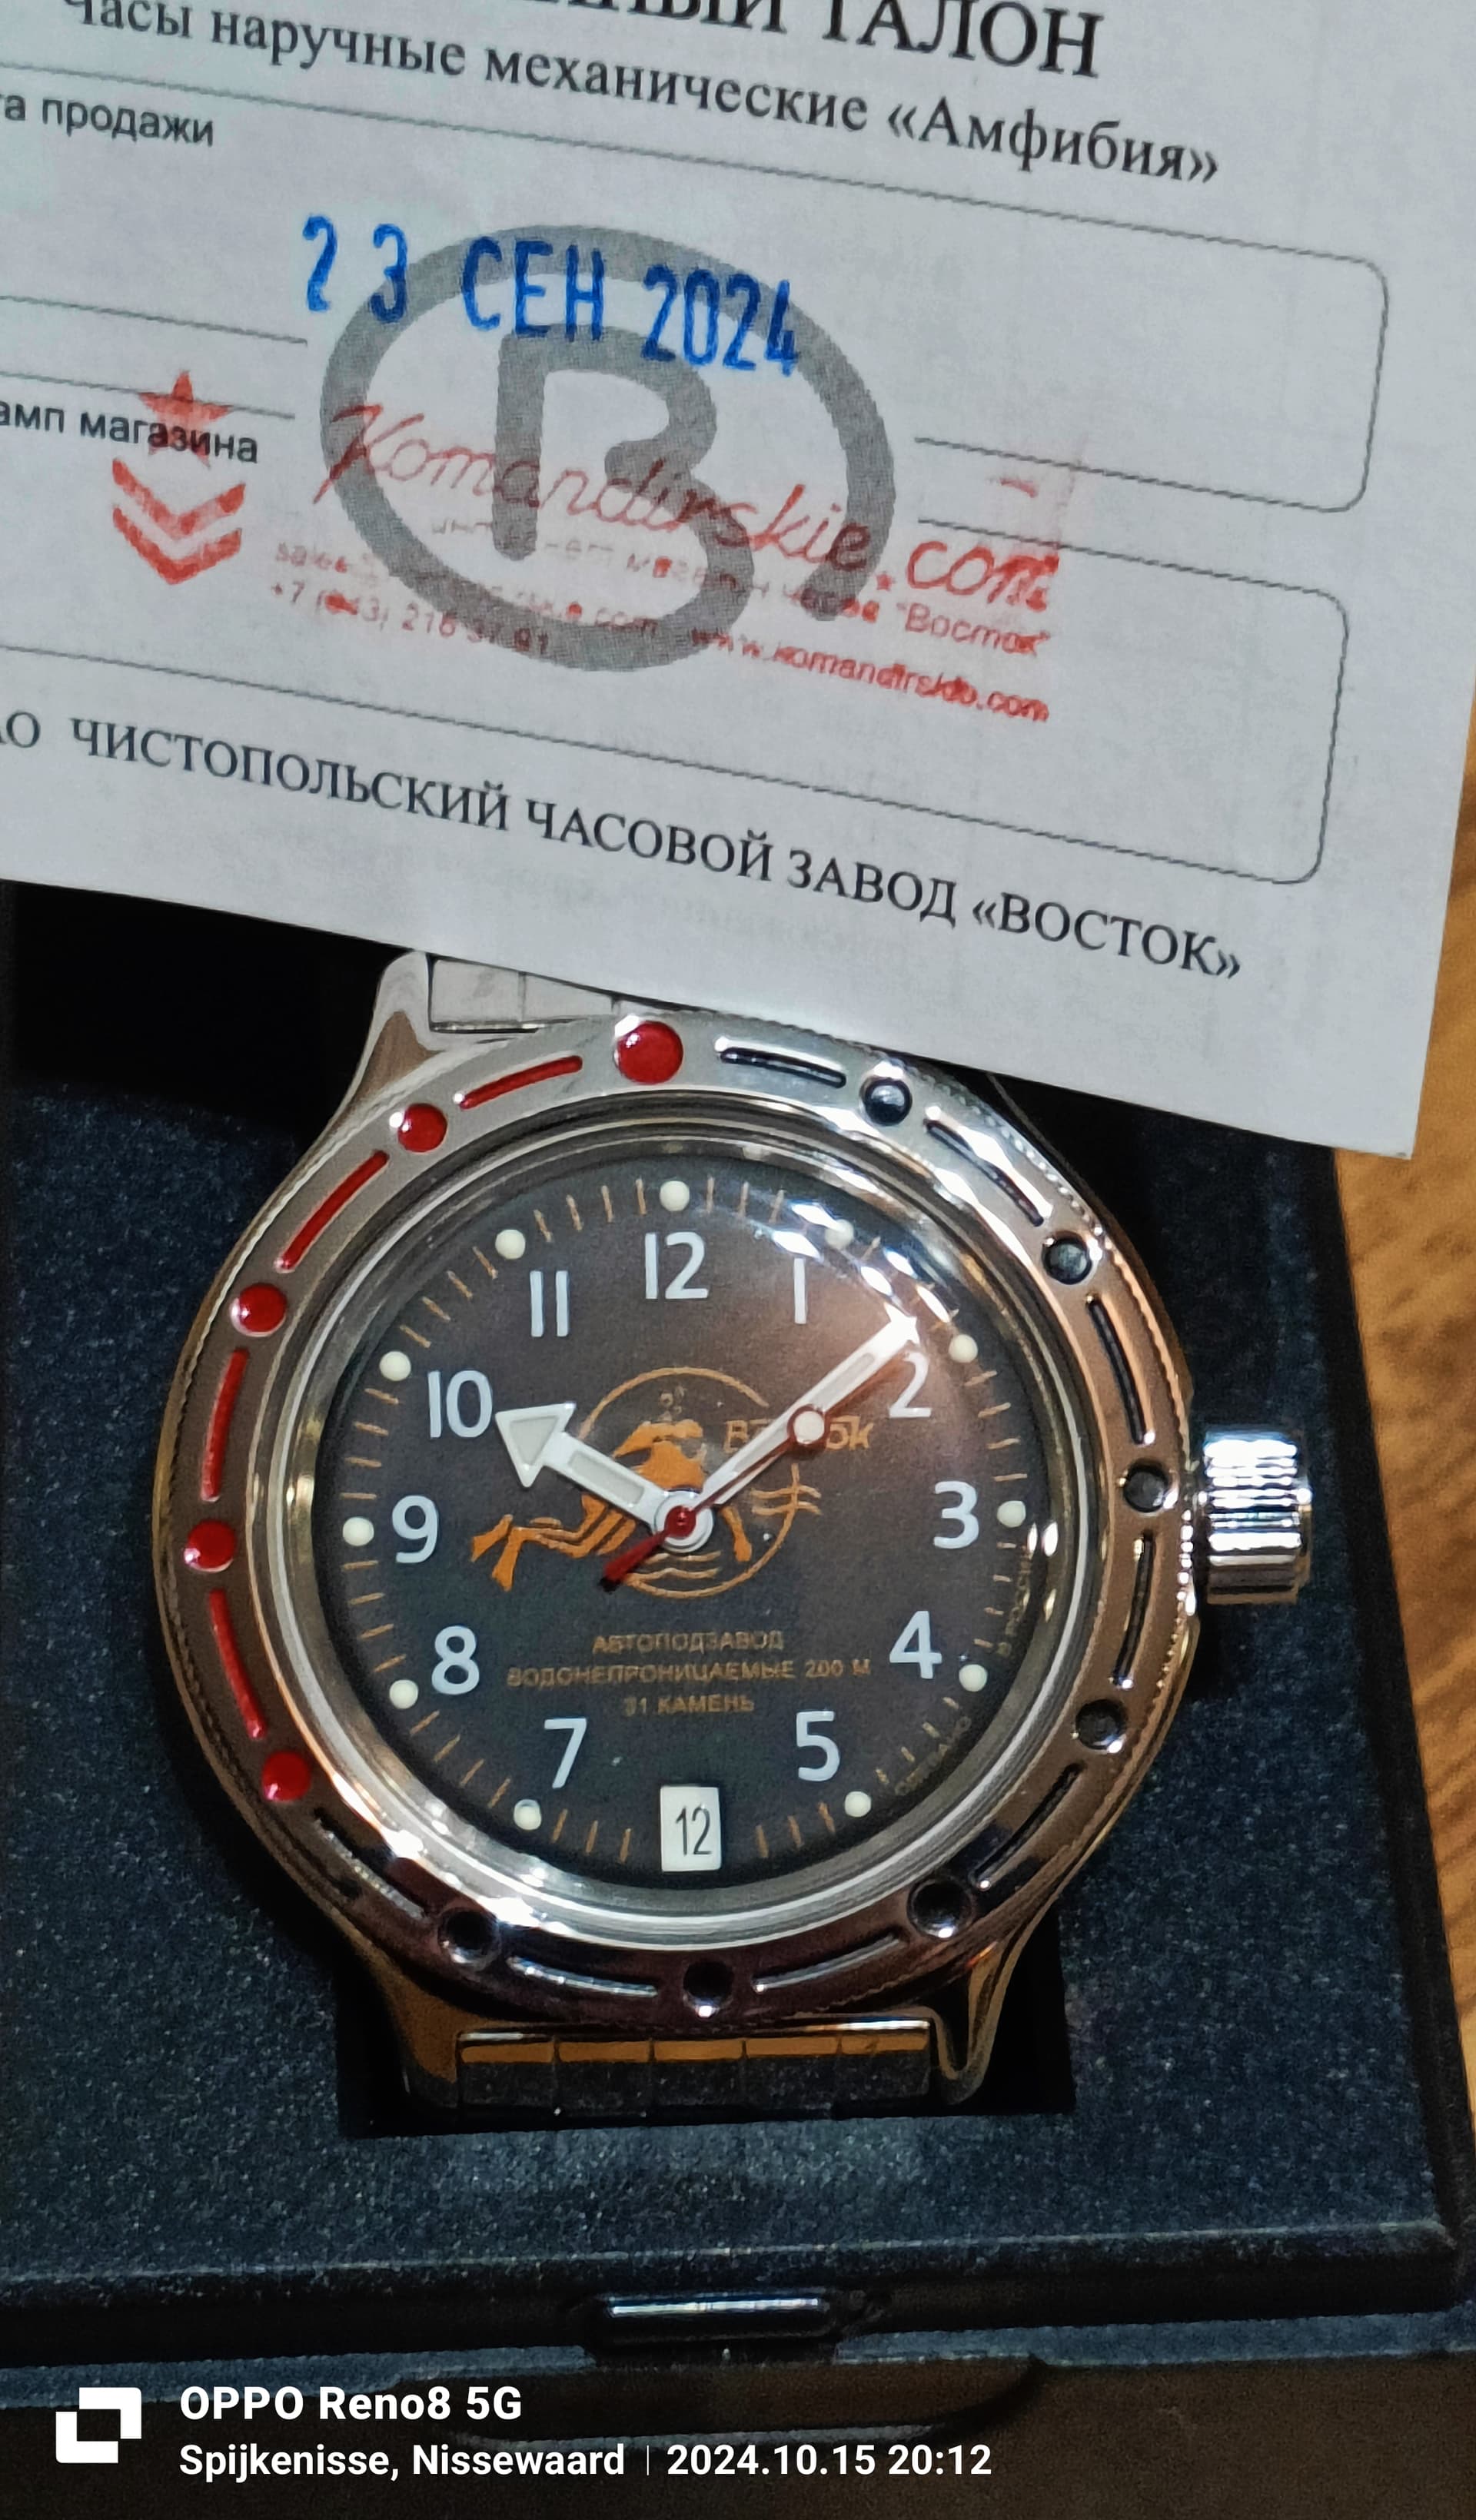 ТАЛОН
Часы наручные механические «Амфибия»
продажи
23 СЕН 2024
магазина
В
Komandirskie.com
"Восток"
www.komandirskie.com
ЧИСТОПОЛЬСКИЙ ЧАСОВОЙ ЗАВОД «ВОСТОК»
12
1
2
3
4
5
7
8
9
10
11
АВТОПОДЗАВОД
ВОДОНЕПРОНИЦАЕМЫЕ 200 М
31 КАМЕНЬ
12
OPPO Reno8 5G
Spijkenisse, Nissewaard | 2024.10.15 20:12